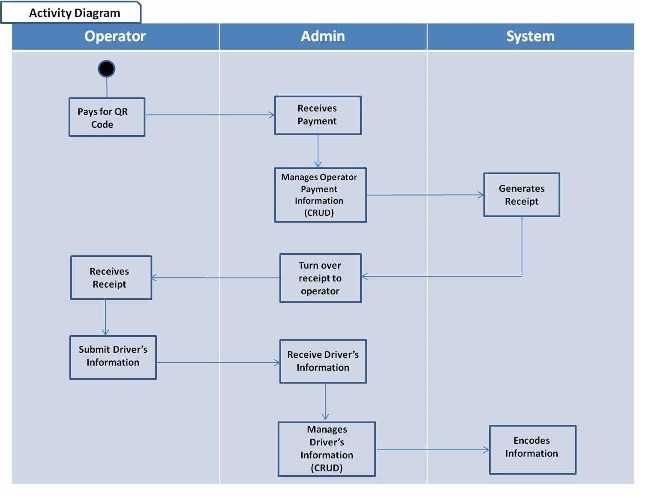 Activity Diagram
Operator
Admin
System
Pays for QR
Code
Receives
Payment
Manages Operator
Payment
Information
(CRUD)
Generates
Receipt
Receives
Receipt
Turn over
receipt to
operator
Submit Driver's
Information
Receive Driver's
Information
Manages
Driver's
Information
(CRUD)
Encodes
Information